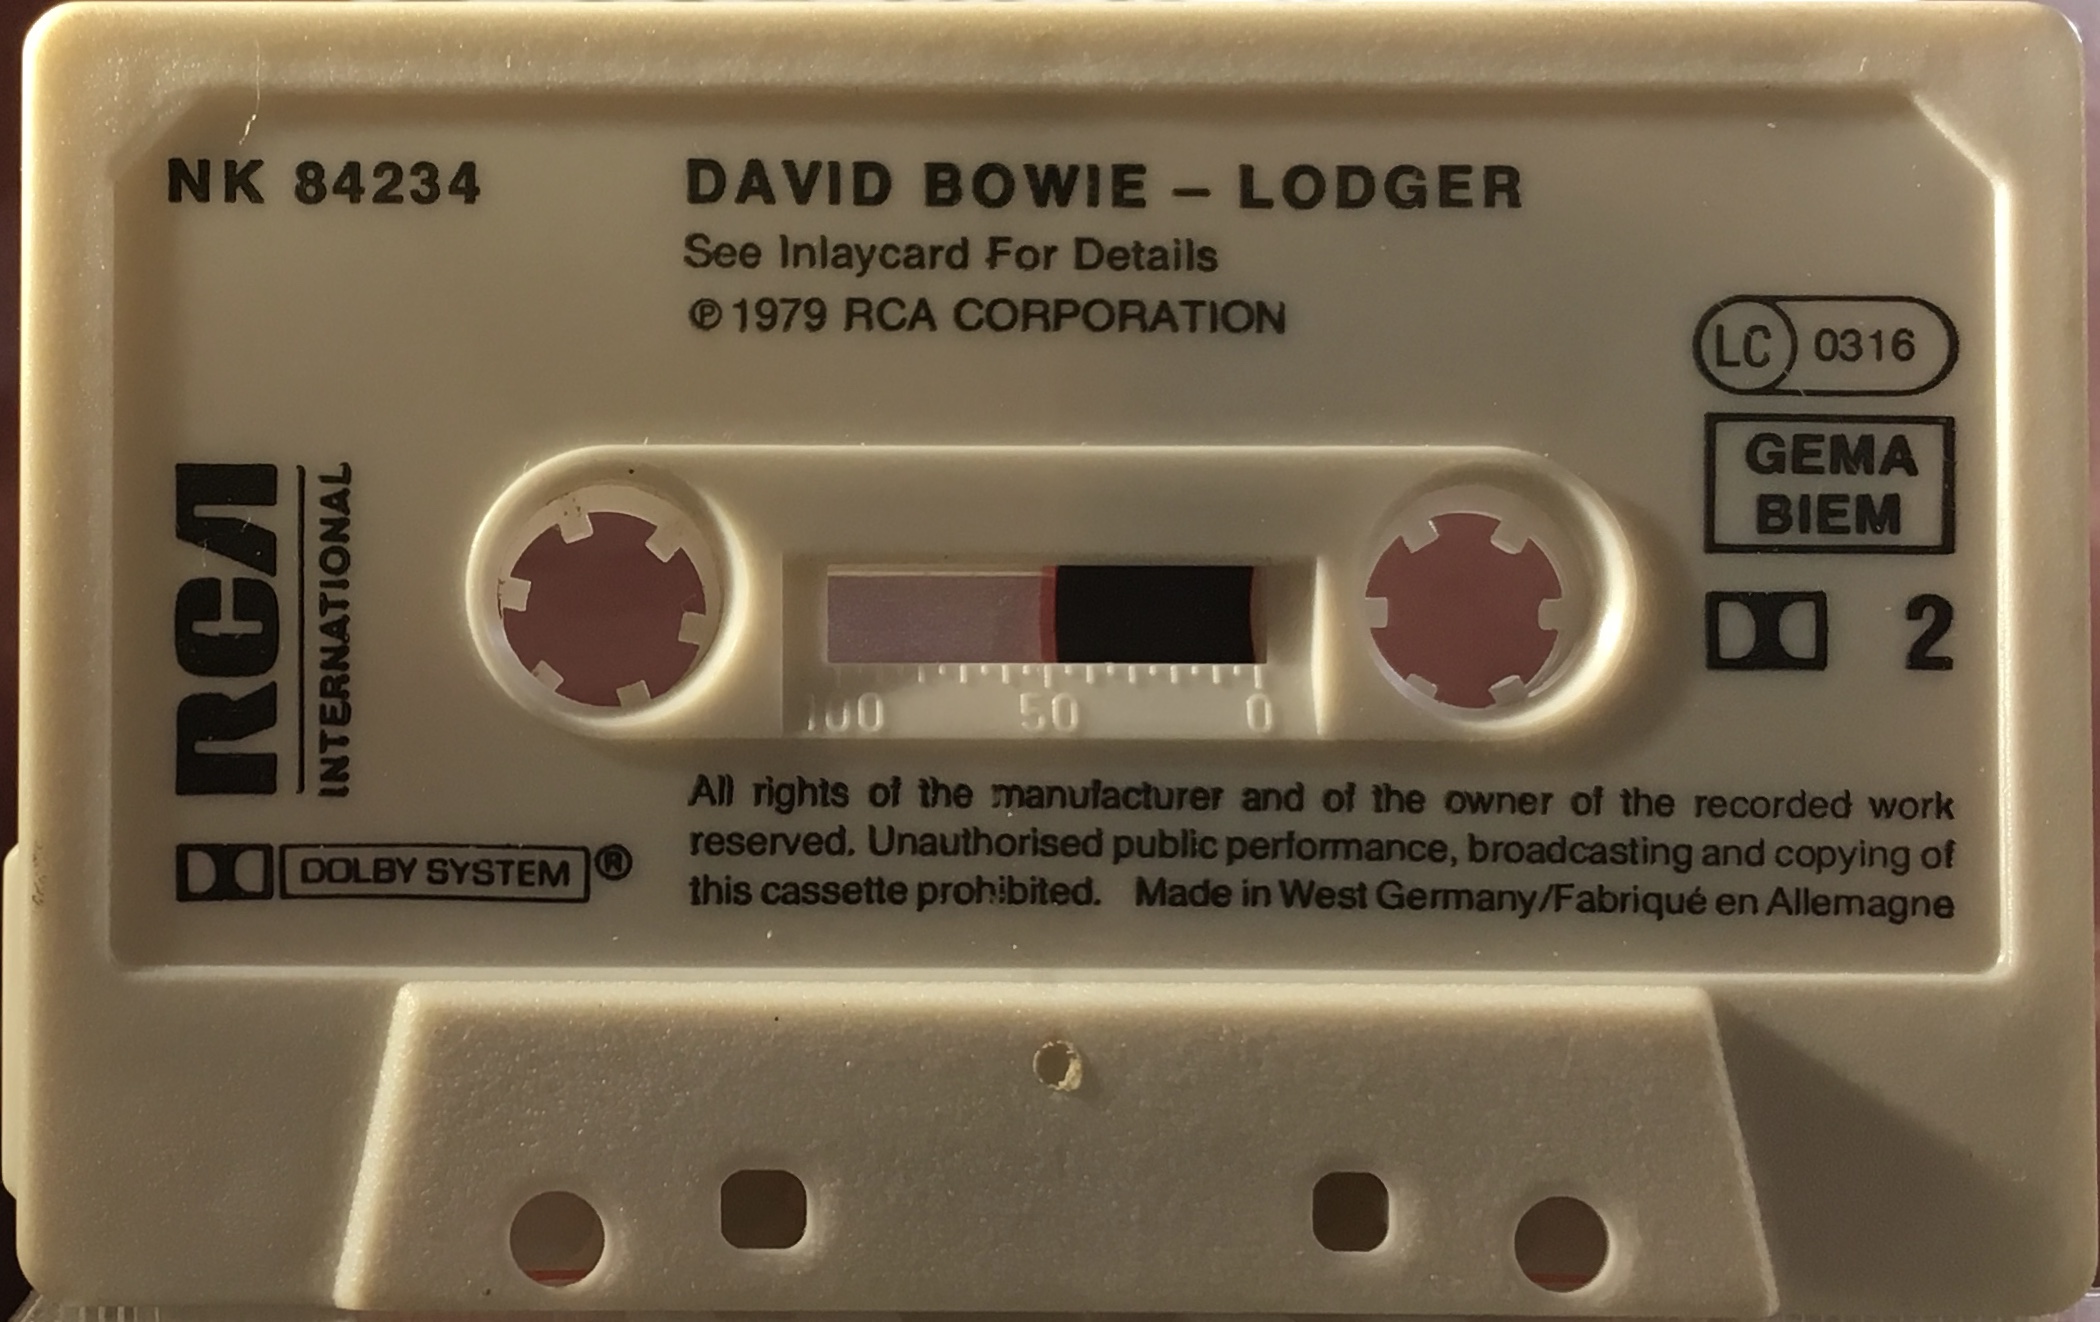 NK 84234
DAVID BOWIE – LODGER
See Inlaycard For Details
℗ 1979 RCA CORPORATION
LC 0316
GEMA
BIEM
2
RCA
INTERNATIONAL
100 50 0
DOLBY SYSTEM ®
All rights of the manufacturer and of the owner of the recorded work
reserved. Unauthorised public performance, broadcasting and copying of
this cassette prohibited. Made in West Germany/Fabriqué en Allemagne